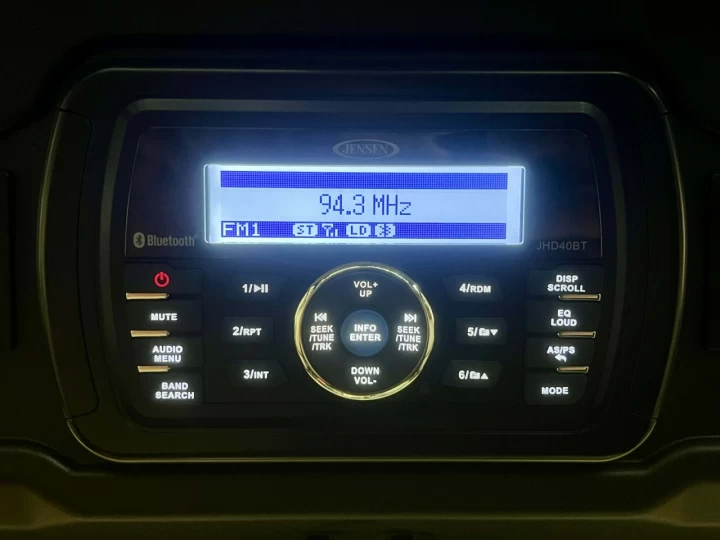 JENSEN
94.3 MHz
FM1 ST LD
Bluetooth®
JHD40BT
MUTE
AUDIO
MENU
BAND
SEARCH
1/
2/RPT
3/INT
VOL+
UP
SEEK
/TUNE
/TRK
INFO
ENTER
SEEK
/TUNE
/TRK
DOWN
VOL-
4/RDM
5/
6/
DISP
SCROLL
EQ
LOUD
AS/PS
MODE